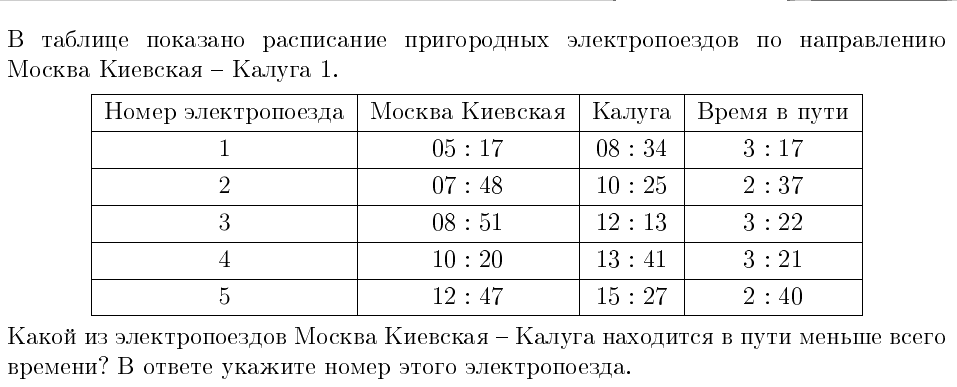 В таблице показано расписание пригородных электропоездов по направлению
Москва Киевская – Калуга 1.
Номер электропоезда Москва Киевская Калуга Время в пути
1 05 : 17 08 : 34 3 : 17
2 07 : 48 10 : 25 2 : 37
3 08 : 51 12 : 13 3 : 22
4 10 : 20 13 : 41 3 : 21
5 12 : 47 15 : 27 2 : 40
Какой из электропоездов Москва Киевская – Калуга находится в пути меньше всего
времени? В ответе укажите номер этого электропоезда.